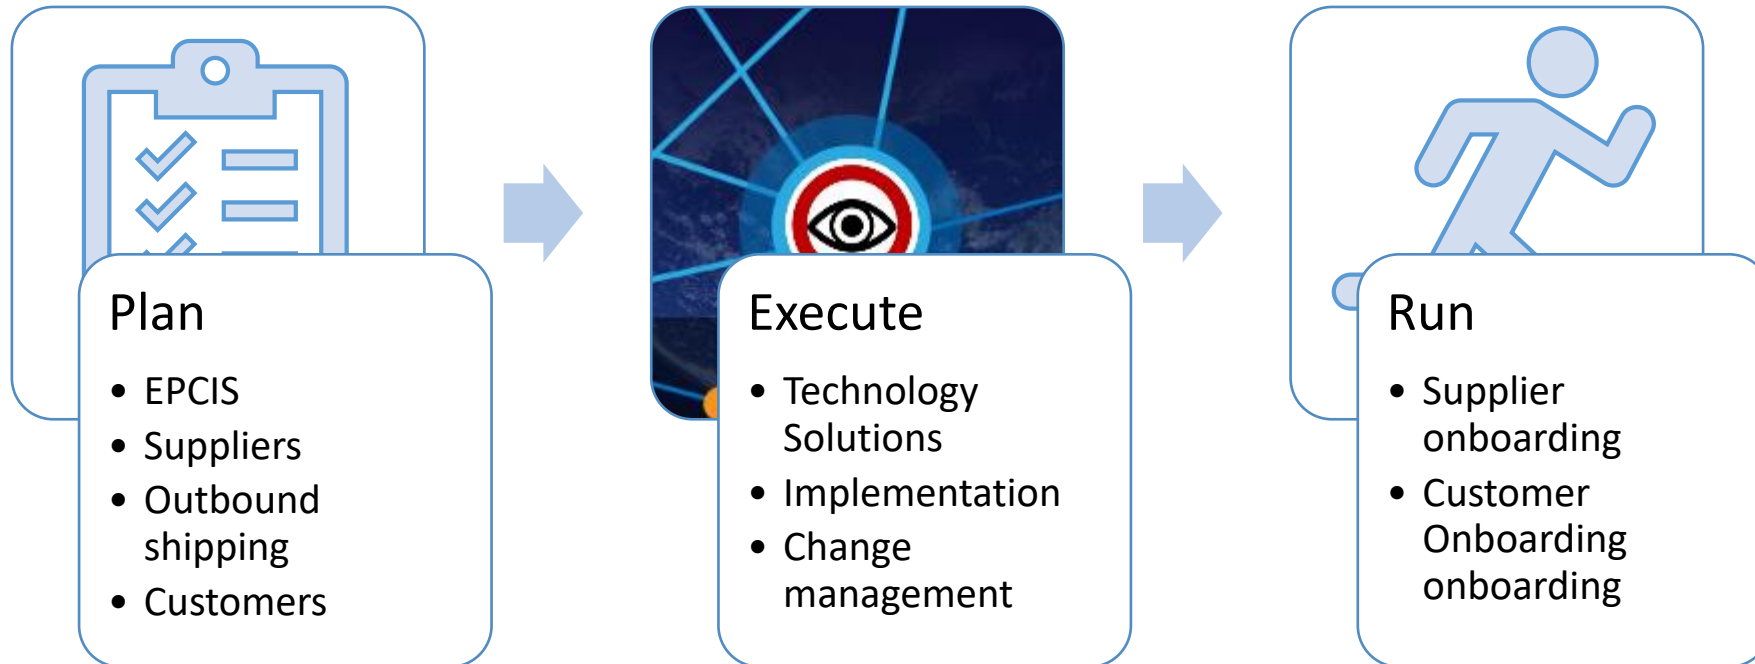 Plan
• EPCIS
• Suppliers
• Outbound
shipping
• Customers
Execute
• Technology
Solutions
• Implementation
• Change
management
Run
• Supplier
onboarding
• Customer
Onboarding
onboarding